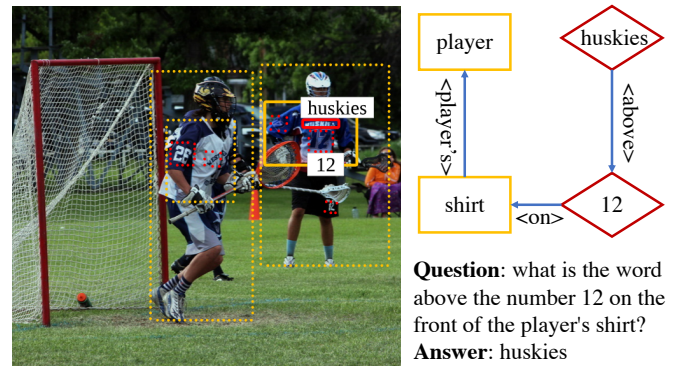 huskies
12
26
player
huskies
<player's>
<above>
shirt
<on>
12
Question: what is the word
above the number 12 on the
front of the player's shirt?
Answer: huskies